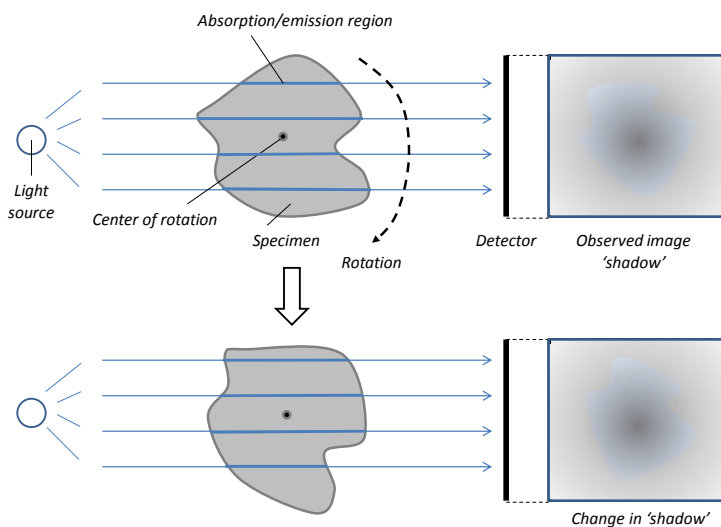 Absorption/emission region
Light
source
Center of rotation
Specimen
Rotation
Detector
Observed image
‘shadow’
Change in ‘shadow’